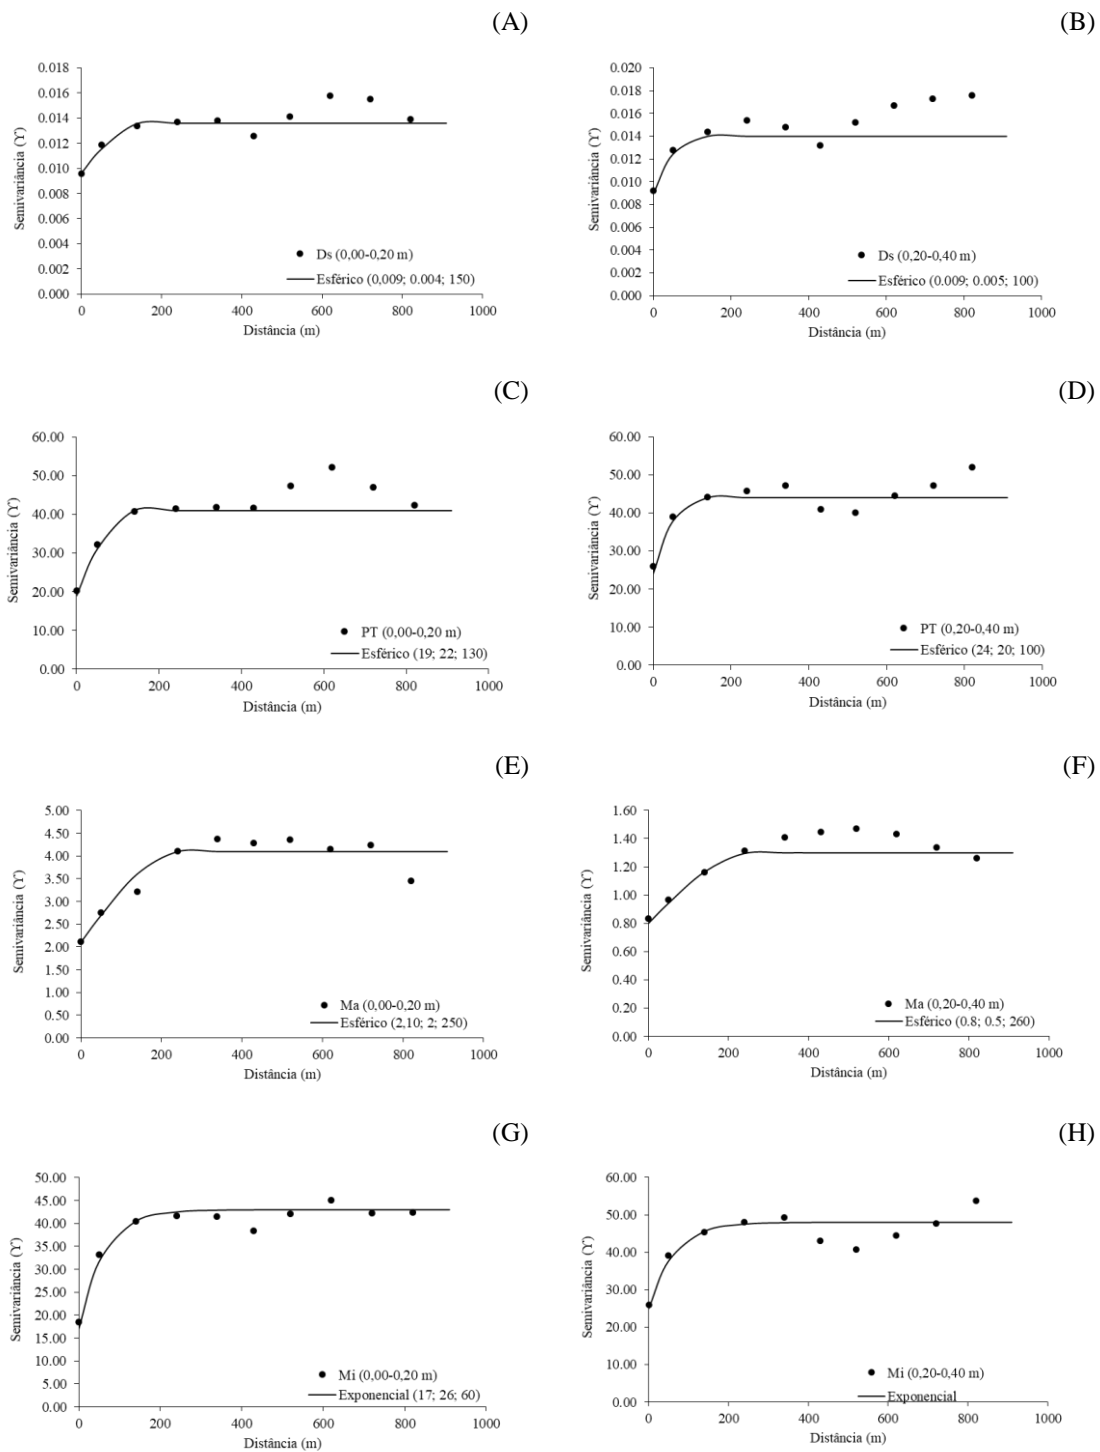 (A)
0.018
0.016
0.014
0.012
0.010
0.008
0.006
0.004
0.002
0.000
Semivariância (ϒ)
0 200 400 600 800 1000
Distância (m)
Ds (0,00-0,20 m)
Esférico (0,009; 0.004; 150)
(B)
0.020
0.018
0.016
0.014
0.012
0.010
0.008
0.006
0.004
0.002
0.000
Semivariância (ϒ)
0 200 400 600 800 1000
Distância (m)
Ds (0,20-0,40 m)
Esférico (0.009; 0.005; 100)
(C)
60.00
50.00
40.00
30.00
20.00
10.00
0.00
Semivariância (ϒ)
0 200 400 600 800 1000
Distância (m)
PT (0,00-0,20 m)
Esférico (19; 22; 130)
(D)
60.00
50.00
40.00
30.00
20.00
10.00
0.00
Semivariância (ϒ)
0 200 400 600 800 1000
Distância (m)
PT (0,20-0,40 m)
Esférico (24; 20; 100)
(E)
5.00
4.50
4.00
3.50
3.00
2.50
2.00
1.50
1.00
0.50
0.00
Semivariância (ϒ)
0 200 400 600 800 1000
Distância (m)
Ma (0,00-0,20 m)
Esférico (2,10; 2; 250)
(F)
1.60
1.40
1.20
1.00
0.80
0.60
0.40
0.20
0.00
Semivariância (ϒ)
0 200 400 600 800 1000
Distância (m)
Ma (0,20-0,40 m)
Esférico (0.8; 0.5; 260)
(G)
50.00
45.00
40.00
35.00
30.00
25.00
20.00
15.00
10.00
5.00
0.00
Semivariância (ϒ)
0 200 400 600 800 1000
Distância (m)
Mi (0,00-0,20 m)
Exponencial (17; 26; 60)
(H)
60.00
50.00
40.00
30.00
20.00
10.00
0.00
Semivariância (ϒ)
0 200 400 600 800 1000
Distância (m)
Mi (0,20-0,40 m)
Exponencial